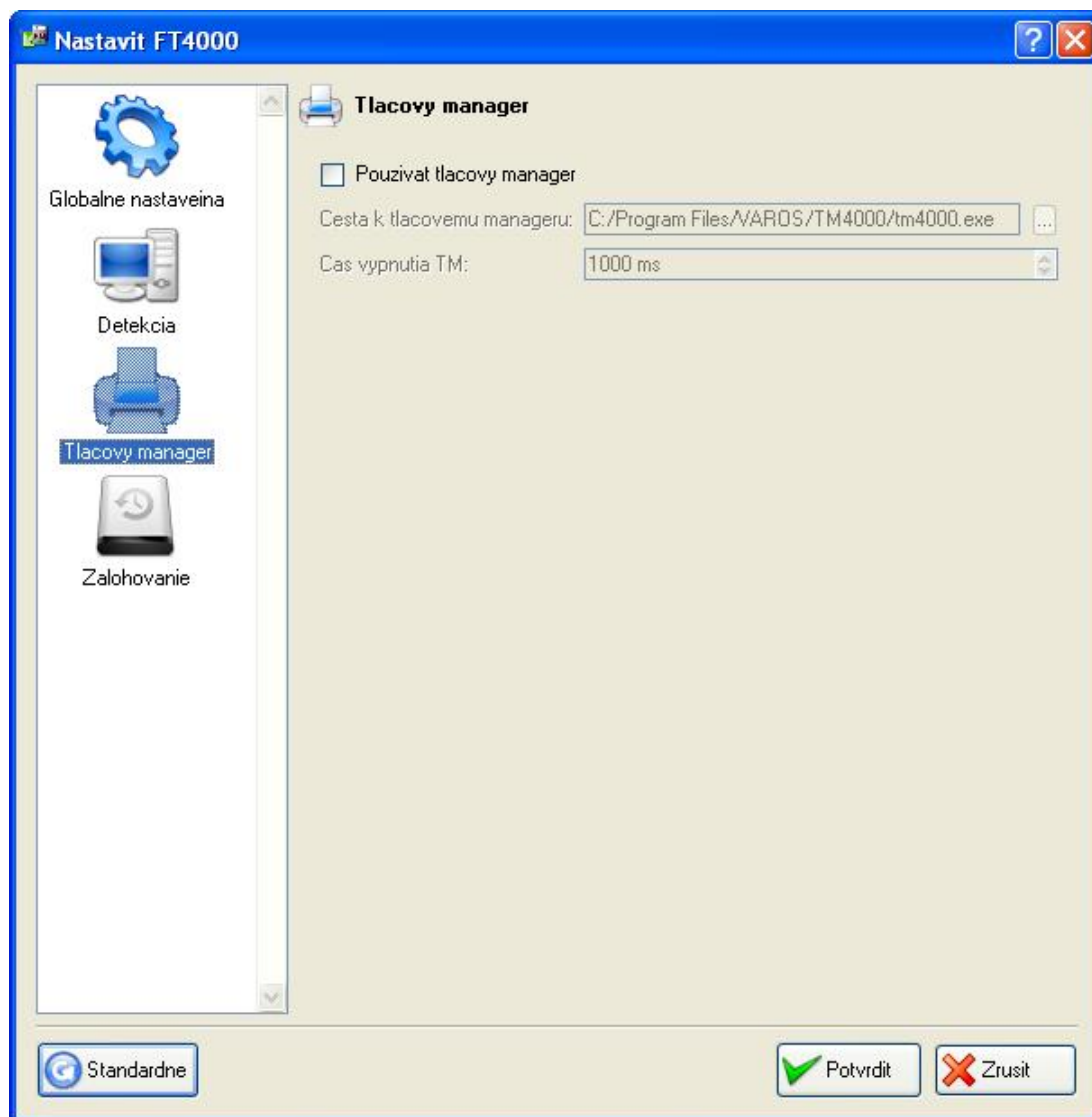 Nastavit FT4000
Globalne nastaveina
Detekcia
Tlacovy manager
Zalohovanie
Tlacovy manager
Pouzivat tlacovy manager
Cesta k tlacovemu manageru: C:/Program Files/VAROS/TM4000/tm4000.exe ...
Cas vypnutia TM: 1000 ms
Standardne Potvrdit Zrusit